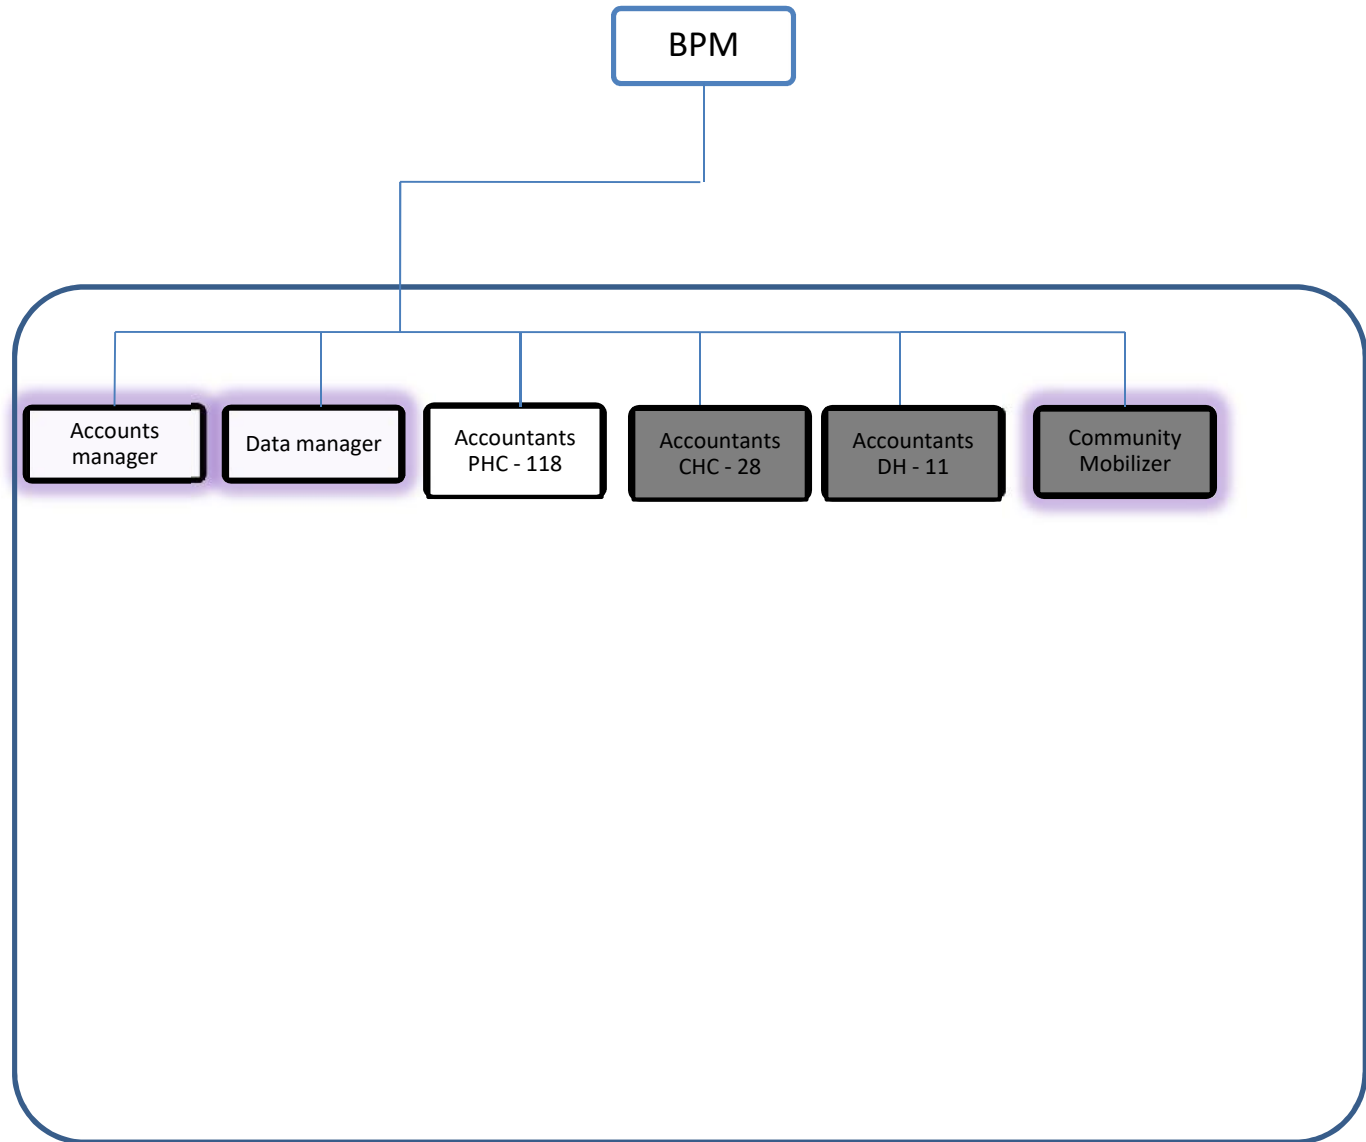 BPM
Accounts
manager
Data manager
Accountants
PHC - 118
Accountants
CHC - 28
Accountants
DH - 11
Community
Mobilizer